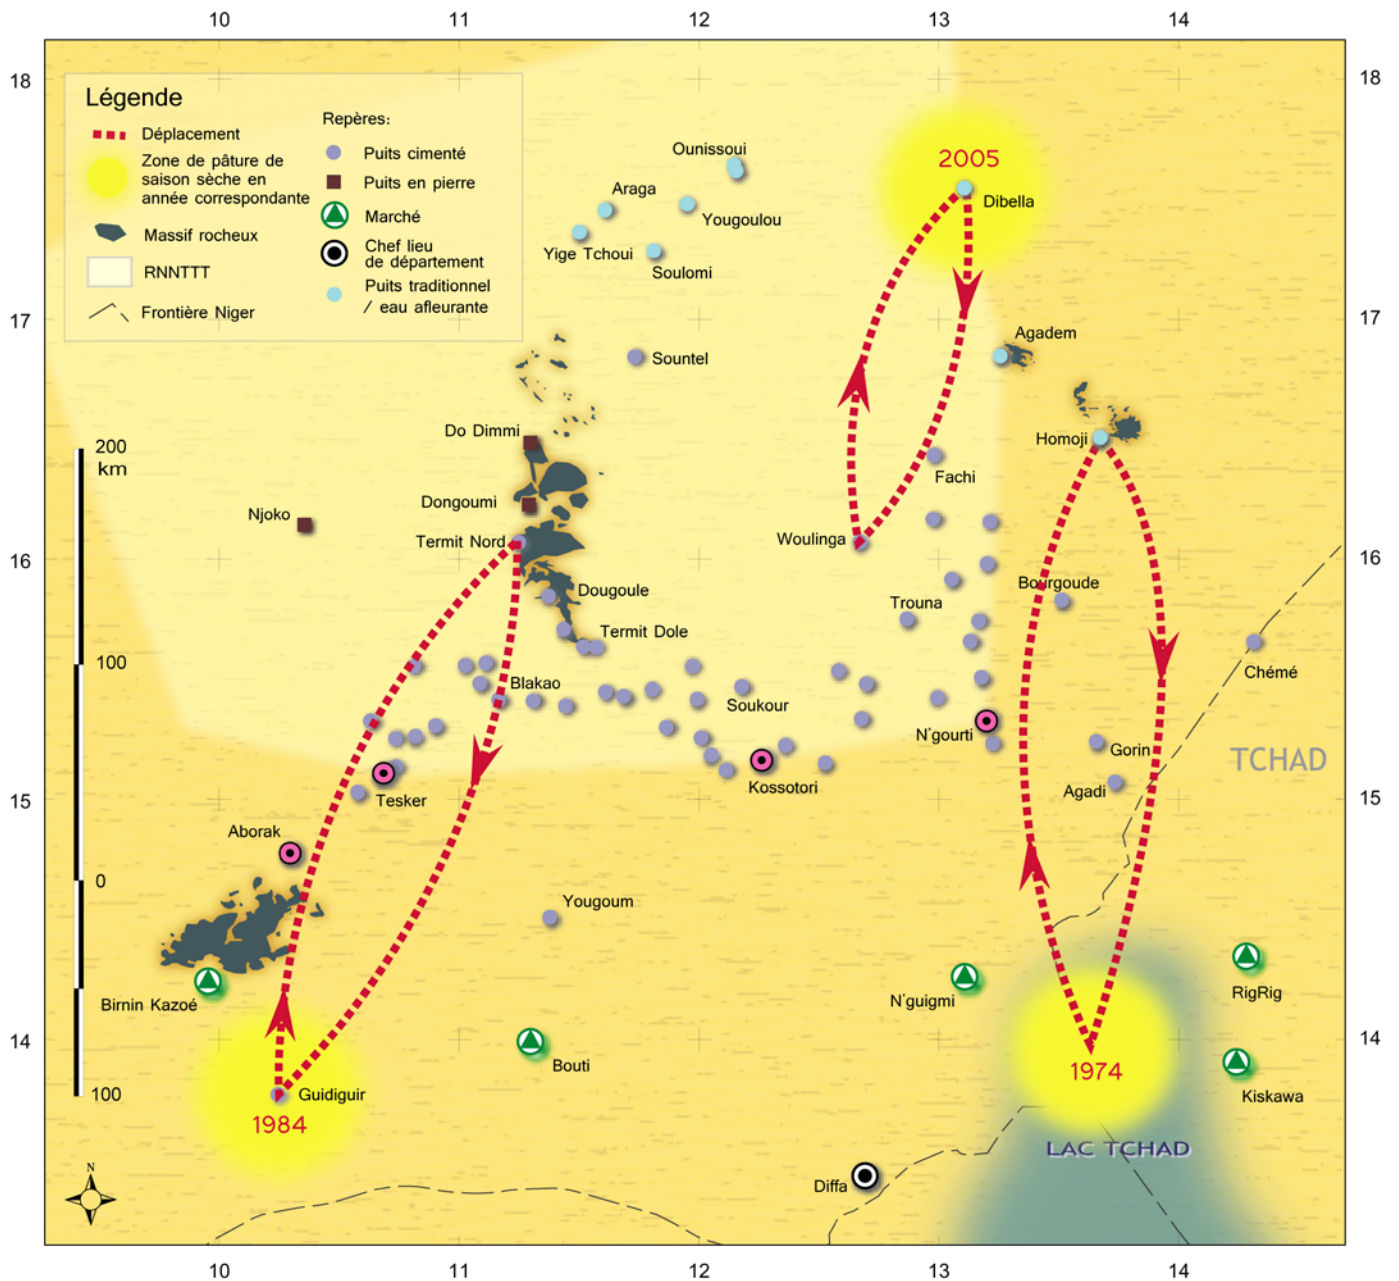 10 11 12 13 14
18
18
Légende
Déplacement
Zone de pâture de
saison sèche en
année correspondante
Massif rocheux
RNNTTT
Frontière Niger
Repères:
Puits cimenté
Puits en pierre
Marché
Chef lieu
de département
Puits traditionnel
/ eau afleurante
Ounissoui
2005
Araga
Dibella
Yougoulou
Yige Tchoui
Soulomi
17
17
Agadem
Sountel
Do Dimmi
Homoji
200
km
Fachi
Dongoumi
Njoko
Termit Nord
Woulinga
16
16
Dougoule
Bourgoude
Trouna
Termit Dole
100
Chémé
Blakao
Soukour
N'gourti
Gorin
TCHAD
Kossotori
Agadi
Tesker
15
15
Aborak
0
Yougoum
Birnin Kazoé
N'guigmi
RigRig
14
14
Bouti
1974
100
Guidiguir
Kiskawa
1984
LAC TCHAD
N
Diffa
10 11 12 13 14